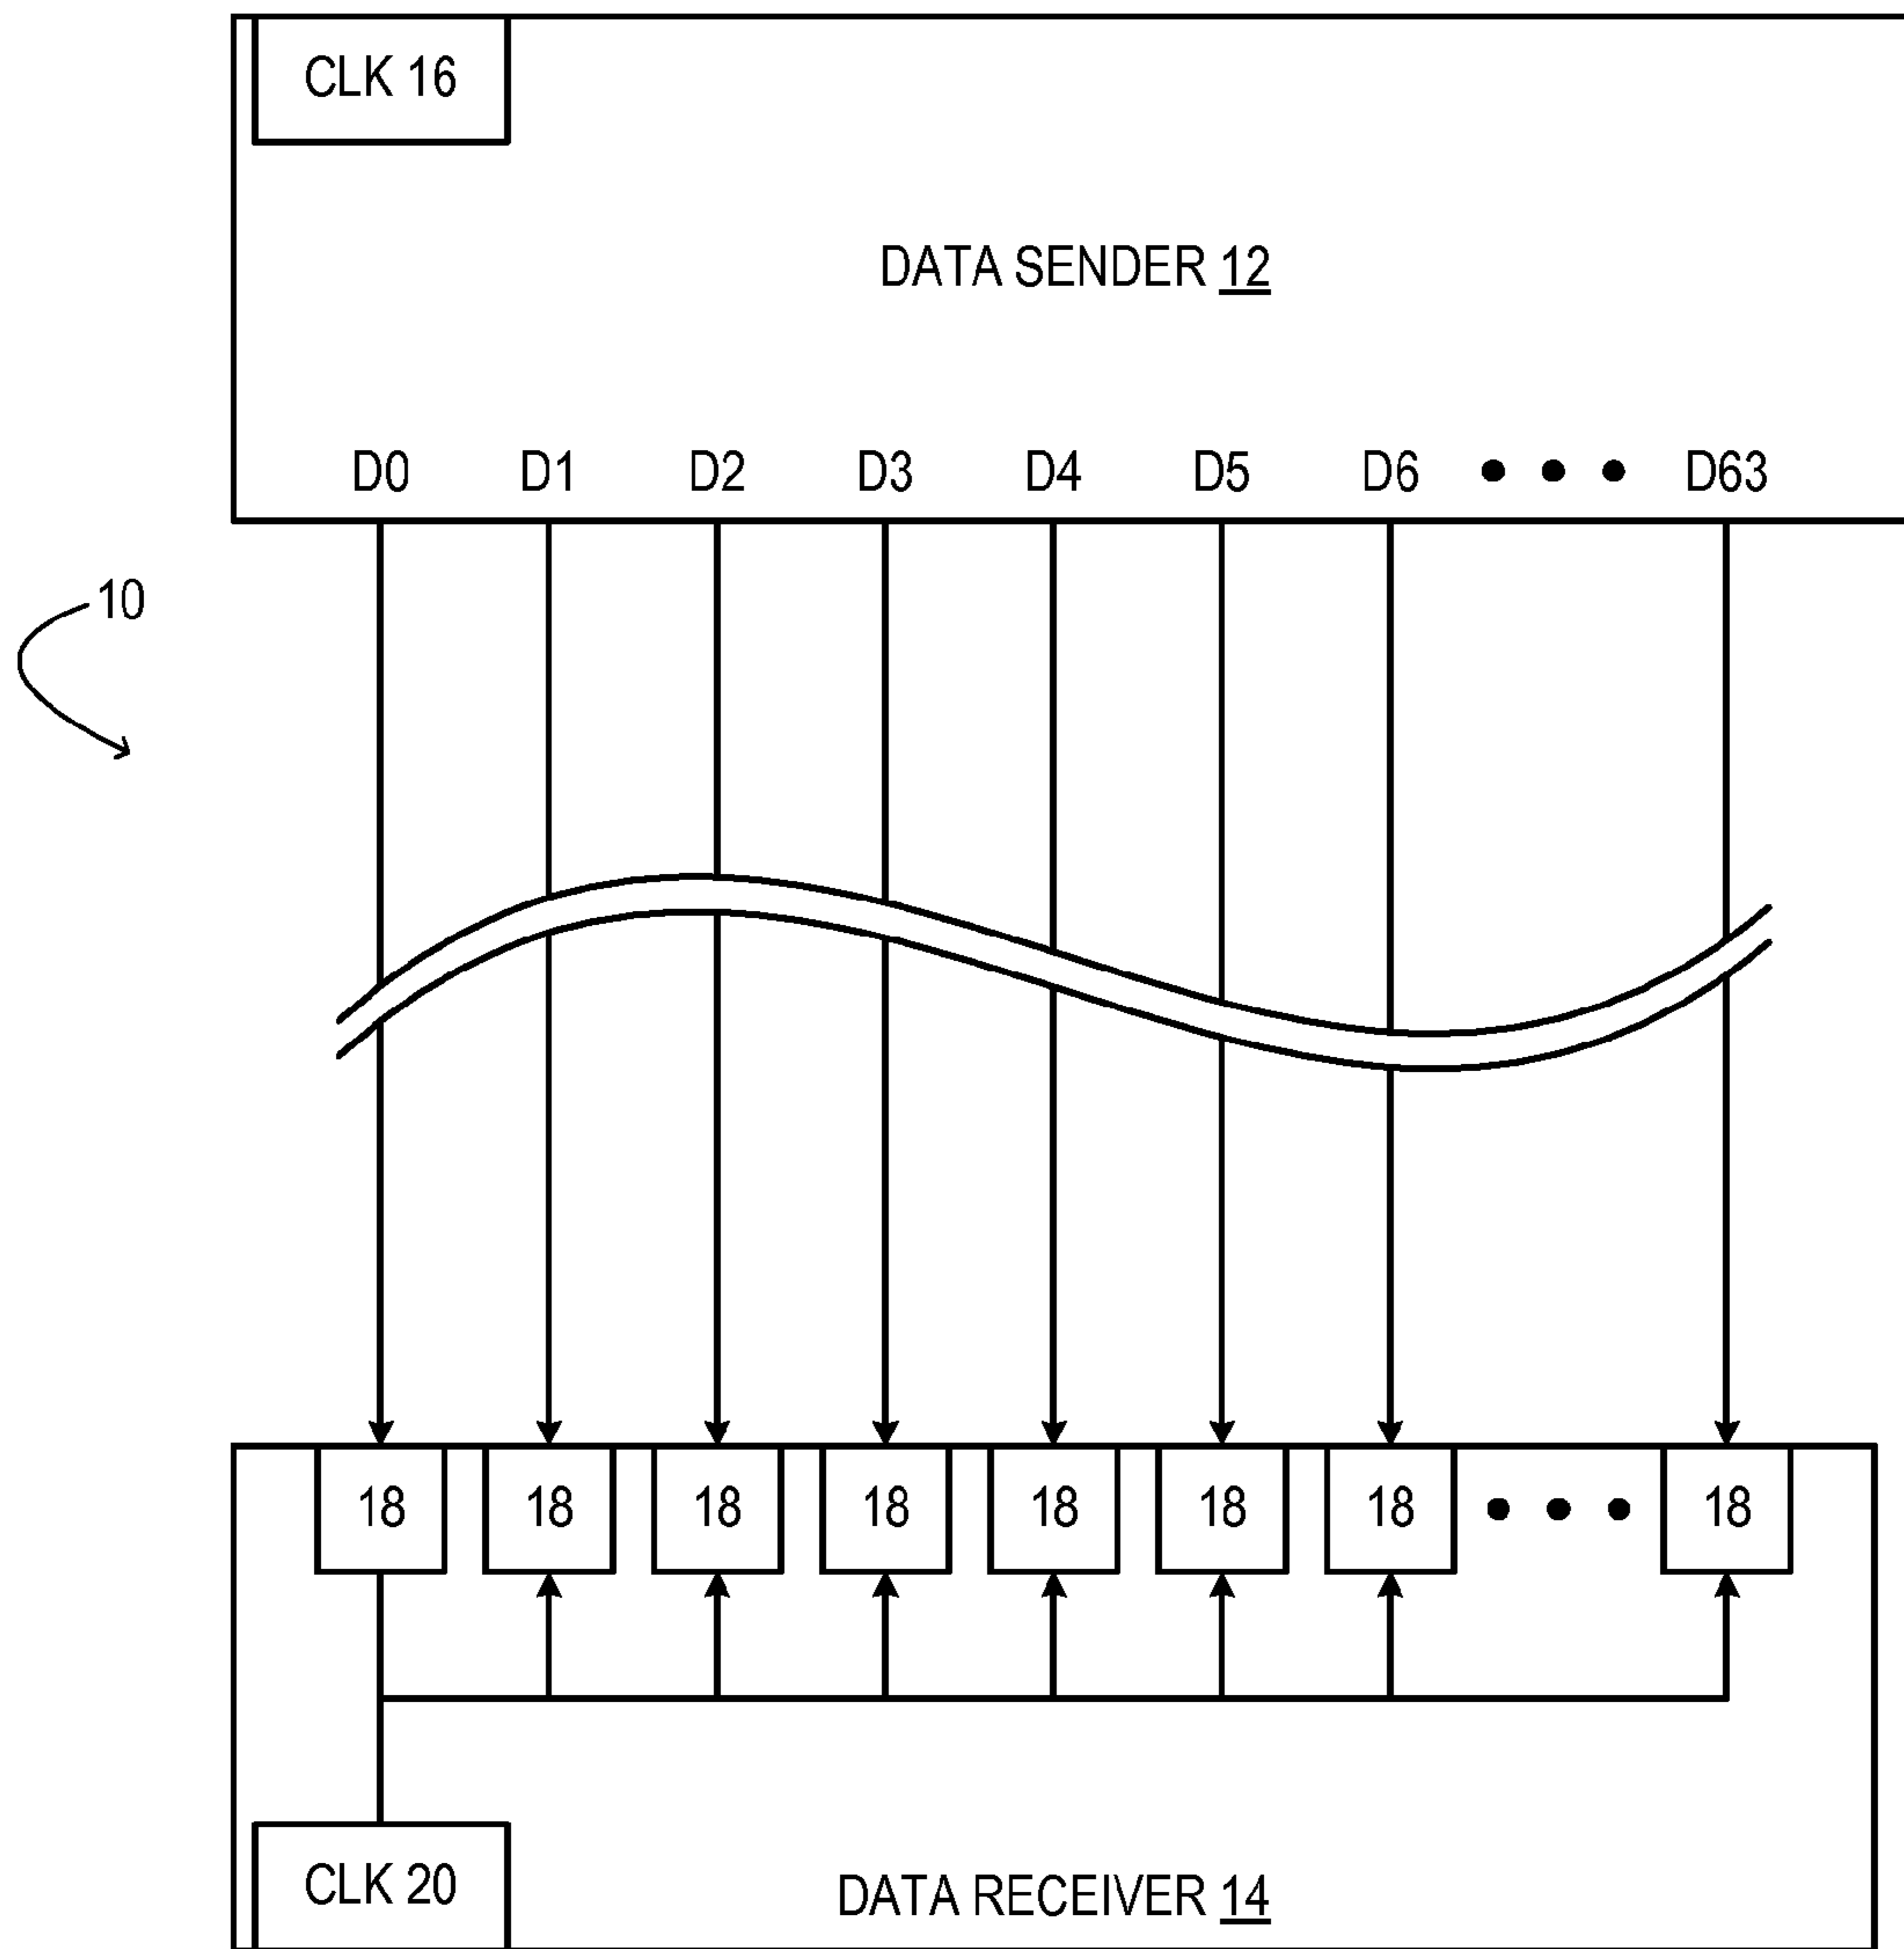 CLK 16
DATA SENDER 12
D0 D1 D2 D3 D4 D5 D6 • • • D63
10
18 18 18 18 18 18 18 • • • 18
CLK 20
DATA RECEIVER 14